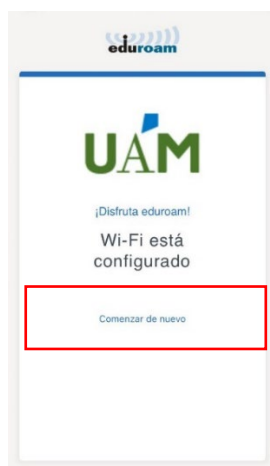 eduroam
UAM
¡Disfruta eduroam!
Wi-Fi está
configurado
Comenzar de nuevo